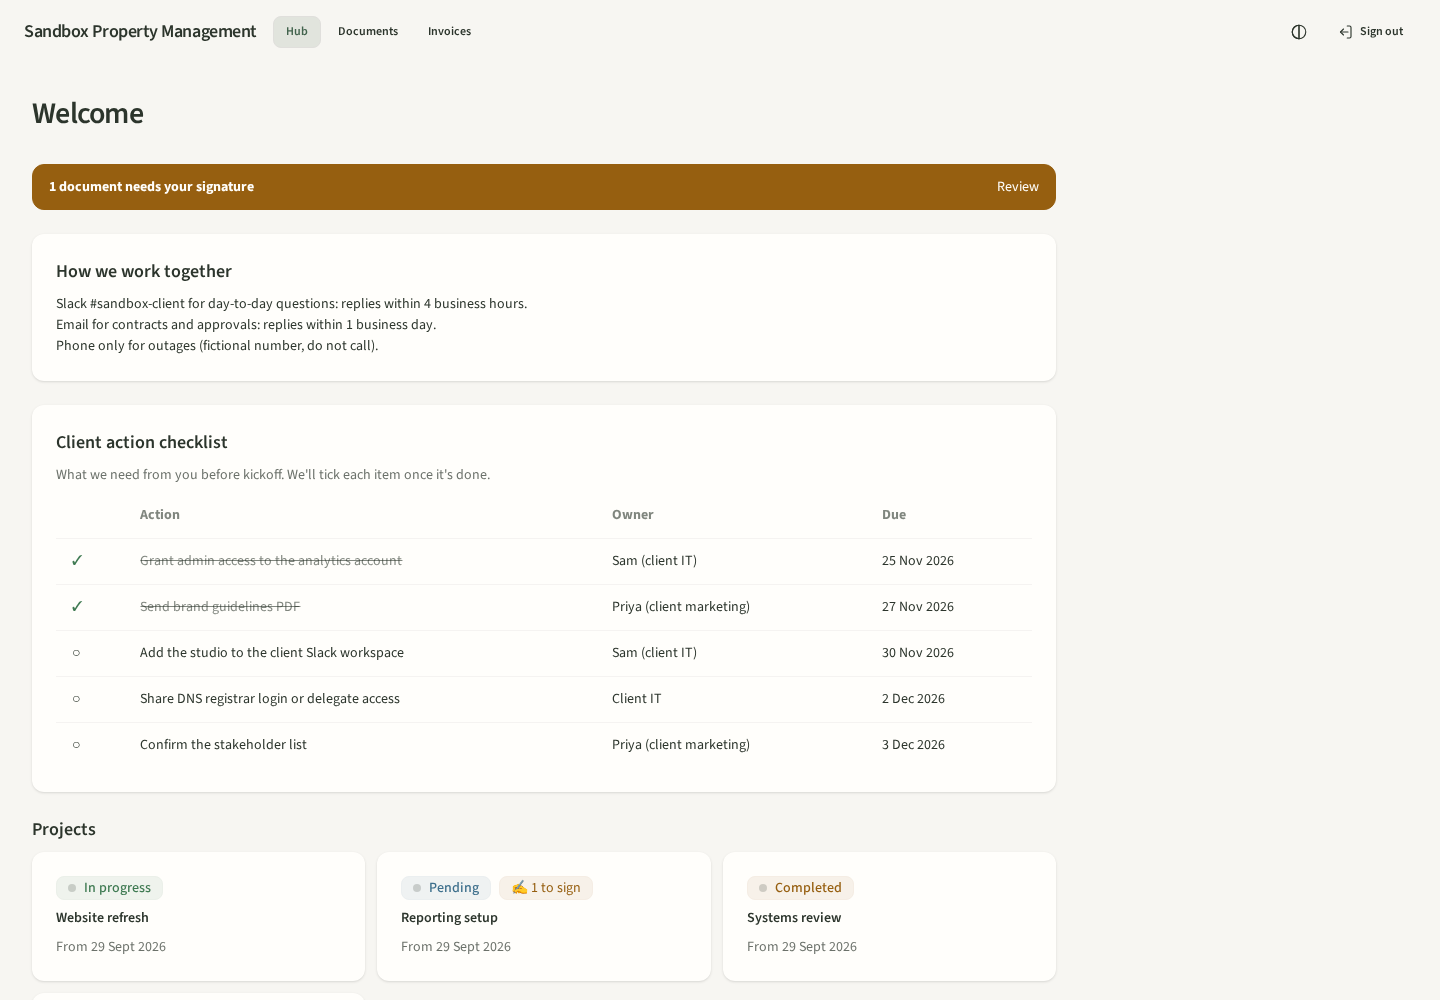 Sandbox Property Management
Hub
Documents
Invoices
Sign out
Welcome
1 document needs your signature
Review
How we work together
Slack #sandbox-client for day-to-day questions: replies within 4 business hours.
Email for contracts and approvals: replies within 1 business day.
Phone only for outages (fictional number, do not call).
Client action checklist
What we need from you before kickoff. We'll tick each item once it's done.
Action Owner Due
✓ Grant admin access to the analytics account Sam (client IT) 25 Nov 2026
✓ Send brand guidelines PDF Priya (client marketing) 27 Nov 2026
○ Add the studio to the client Slack workspace Sam (client IT) 30 Nov 2026
○ Share DNS registrar login or delegate access Client IT 2 Dec 2026
○ Confirm the stakeholder list Priya (client marketing) 3 Dec 2026
Projects
In progress
Website refresh
From 29 Sept 2026
Pending
✍ 1 to sign
Reporting setup
From 29 Sept 2026
Completed
Systems review
From 29 Sept 2026